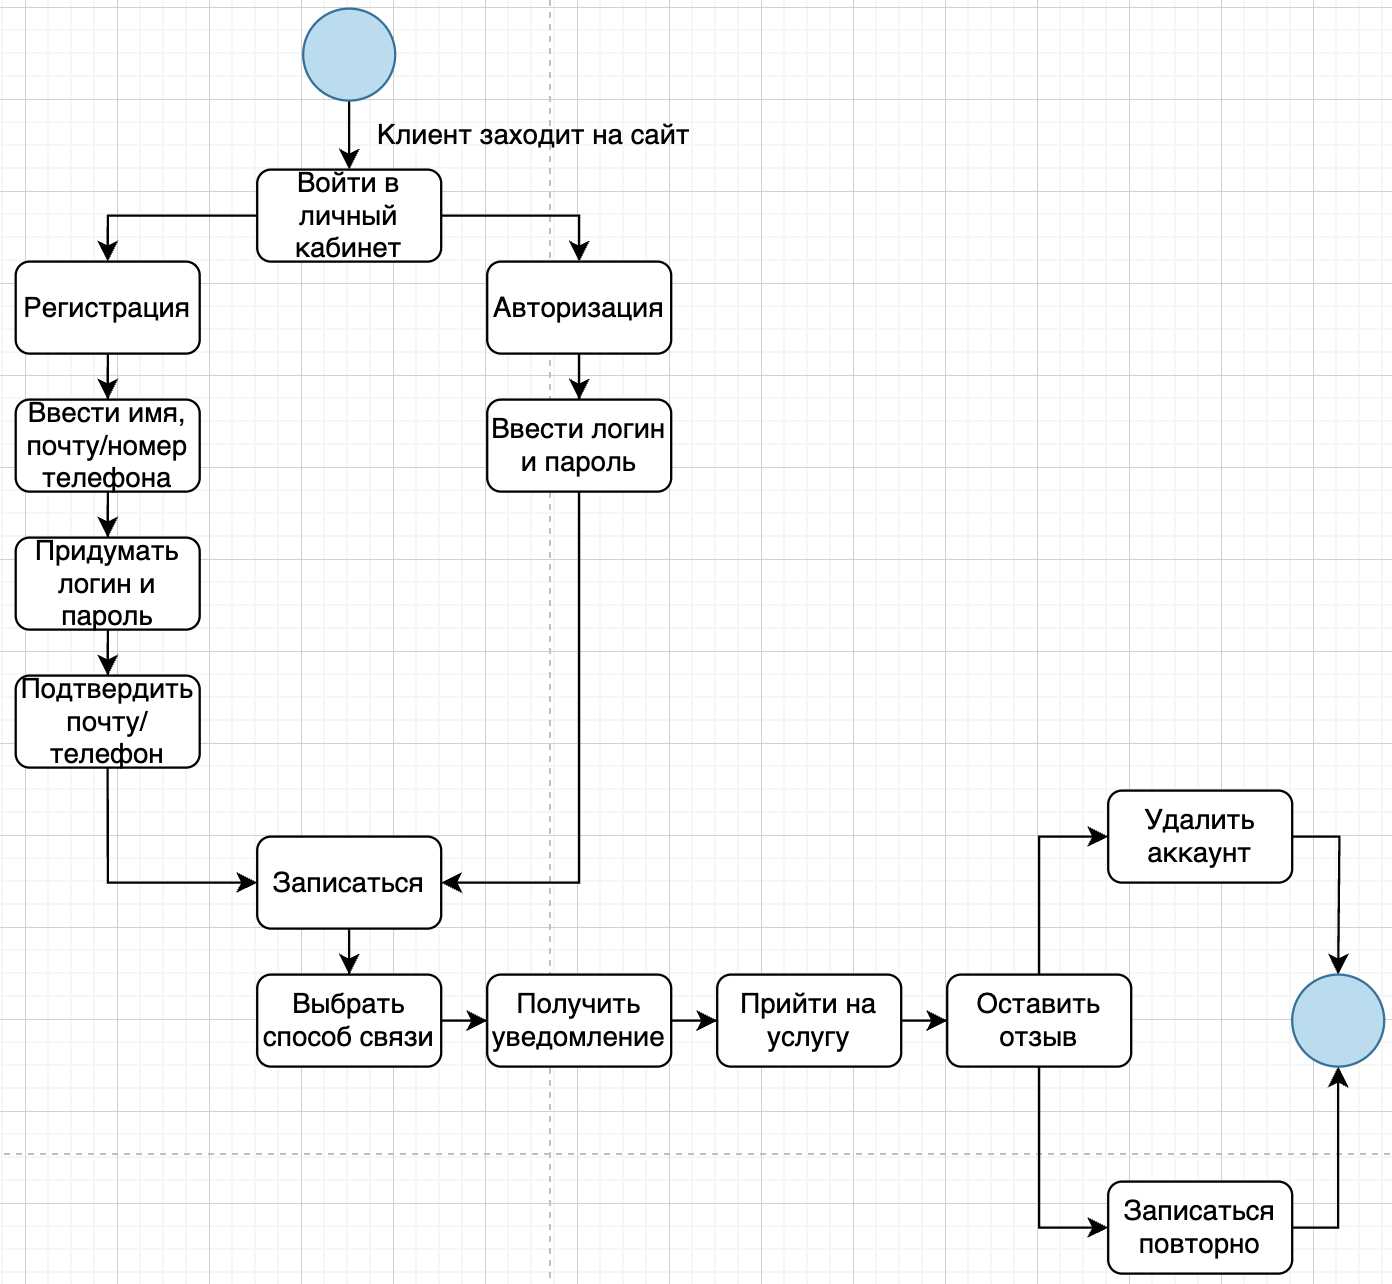 Клиент заходит на сайт
Войти в
личный
кабинет
Регистрация
Авторизация
Ввести имя,
почту/номер
телефона
Ввести логин
и пароль
Придумать
логин и
пароль
Подтвердить
почту/
телефон
Записаться
Выбрать
способ связи
Получить
уведомление
Прийти на
услугу
Оставить
отзыв
Удалить
аккаунт
Записаться
повторно